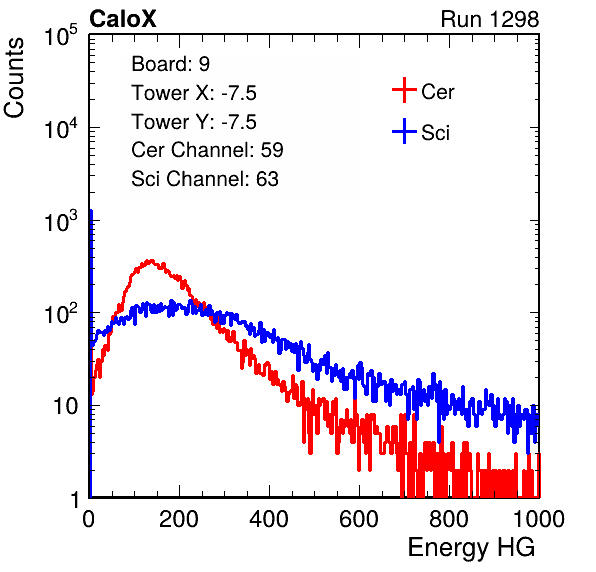 CaloX Run 1298
Counts
10^5
10^4
10^3
10^2
10
1
Board: 9
Tower X: -7.5
Tower Y: -7.5
Cer Channel: 59
Sci Channel: 63
Cer
Sci
0 200 400 600 800 1000
Energy HG